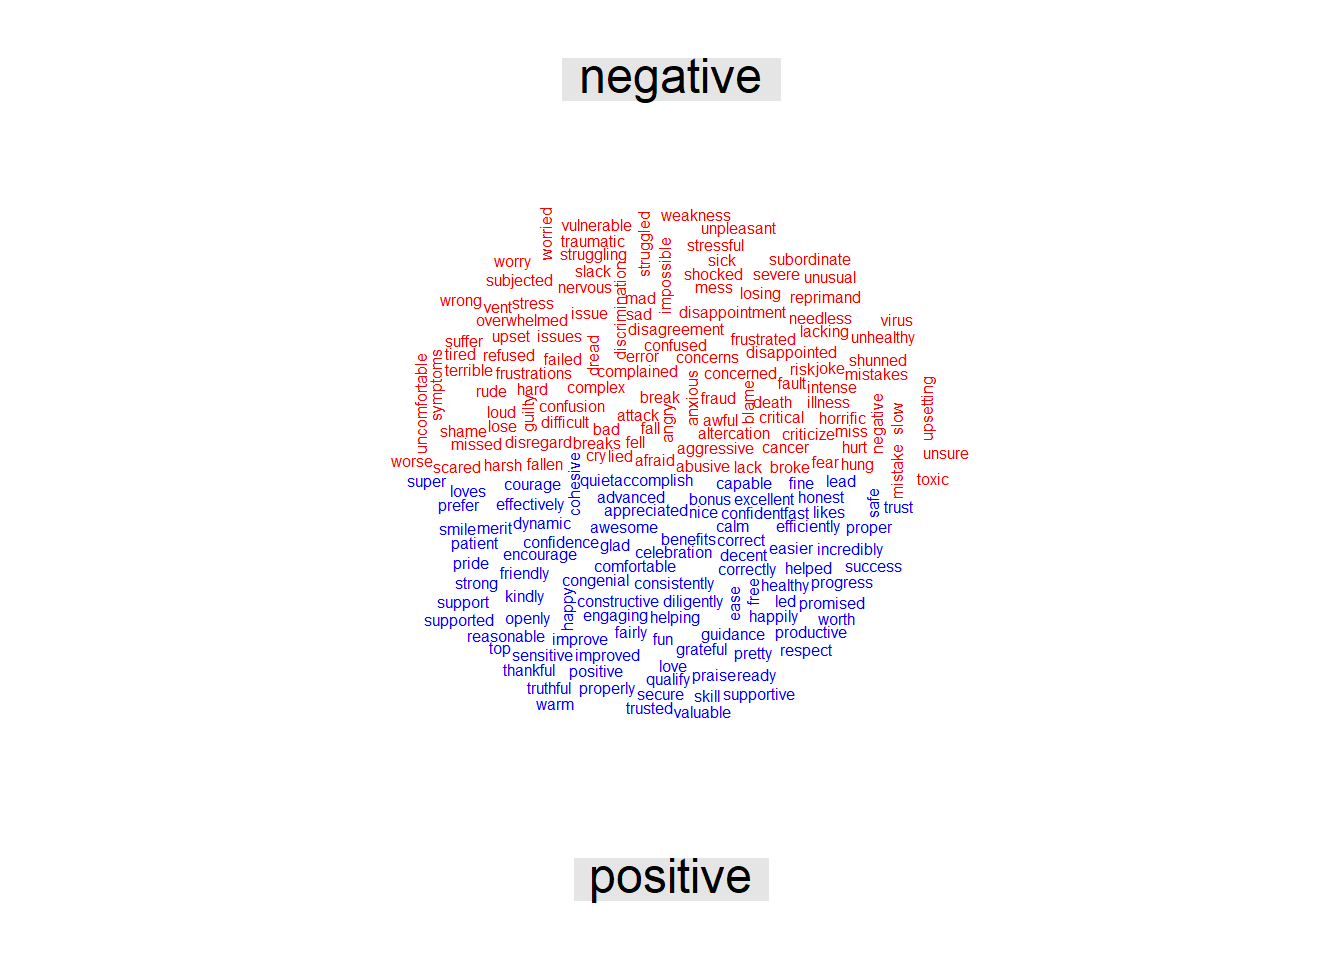 negative
worried
vulnerable
struggled
weakness
unpleasant
traumatic
stressful
struggling
impossible
worry
discrimination
sick
subordinate
slack
shocked
severe
unusual
subjected
nervous
mess
losing
reprimand
wrong
vent
stress
mad
issue
sad
disappointment
needless
virus
overwhelmed
disagreement
lacking
unhealthy
suffer
upset
issues
dread
confused
frustrated
tired
refused
failed
error
concerns
disappointed
shunned
uncomfortable
symptoms
terrible
frustrations
complained
anxious
concerned
risk
joke
mistakes
rude
hard
complex
blame
fault
intense
upsetting
guilty
confusion
break
fraud
death
illness
negative
slow
loud
attack
angry
awful
critical
horrific
shame
lose
difficult
bad
fall
altercation
criticize
miss
missed
disregard
breaks
fell
aggressive
cancer
hurt
unsure
worse
scared
harsh
fallen
cry
lied
afraid
abusive
lack
broke
fear
hung
mistake
toxic
super
courage
cohesive
quiet
accomplish
capable
fine
lead
loves
advanced
bonus
excellent
honest
safe
prefer
effectively
appreciated
nice
confident
fast
likes
trust
smile
merit
dynamic
awesome
calm
efficiently
proper
patient
confidence
glad
benefits
correct
encourage
celebration
decent
easier
incredibly
pride
friendly
comfortable
correctly
helped
success
strong
congenial
consistently
ease
free
healthy
progress
support
kindly
happy
constructive
diligently
led
promised
supported
openly
engaging
helping
happily
worth
reasonable
improve
fairly
fun
guidance
productive
top
sensitive
improved
grateful
pretty
respect
thankful
positive
love
qualify
praise
ready
truthful
properly
secure
skill
supportive
warm
trusted
valuable
positive